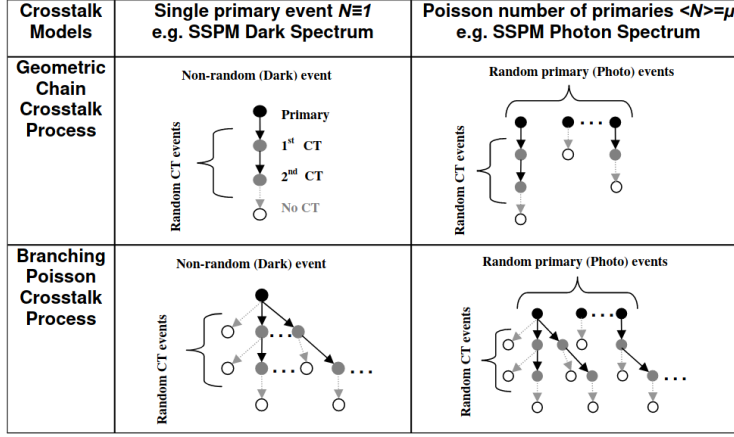 Crosstalk Models
Single primary event N≡1
e.g. SSPM Dark Spectrum
Poisson number of primaries <N>=μ
e.g. SSPM Photon Spectrum
Geometric
Chain
Crosstalk
Process
Non-random (Dark) event
Random CT events
Primary
1st CT
2nd CT
No CT
Random primary (Photo) events
Random CT events
Branching
Poisson
Crosstalk
Process
Non-random (Dark) event
Random CT events
Random primary (Photo) events
Random CT events